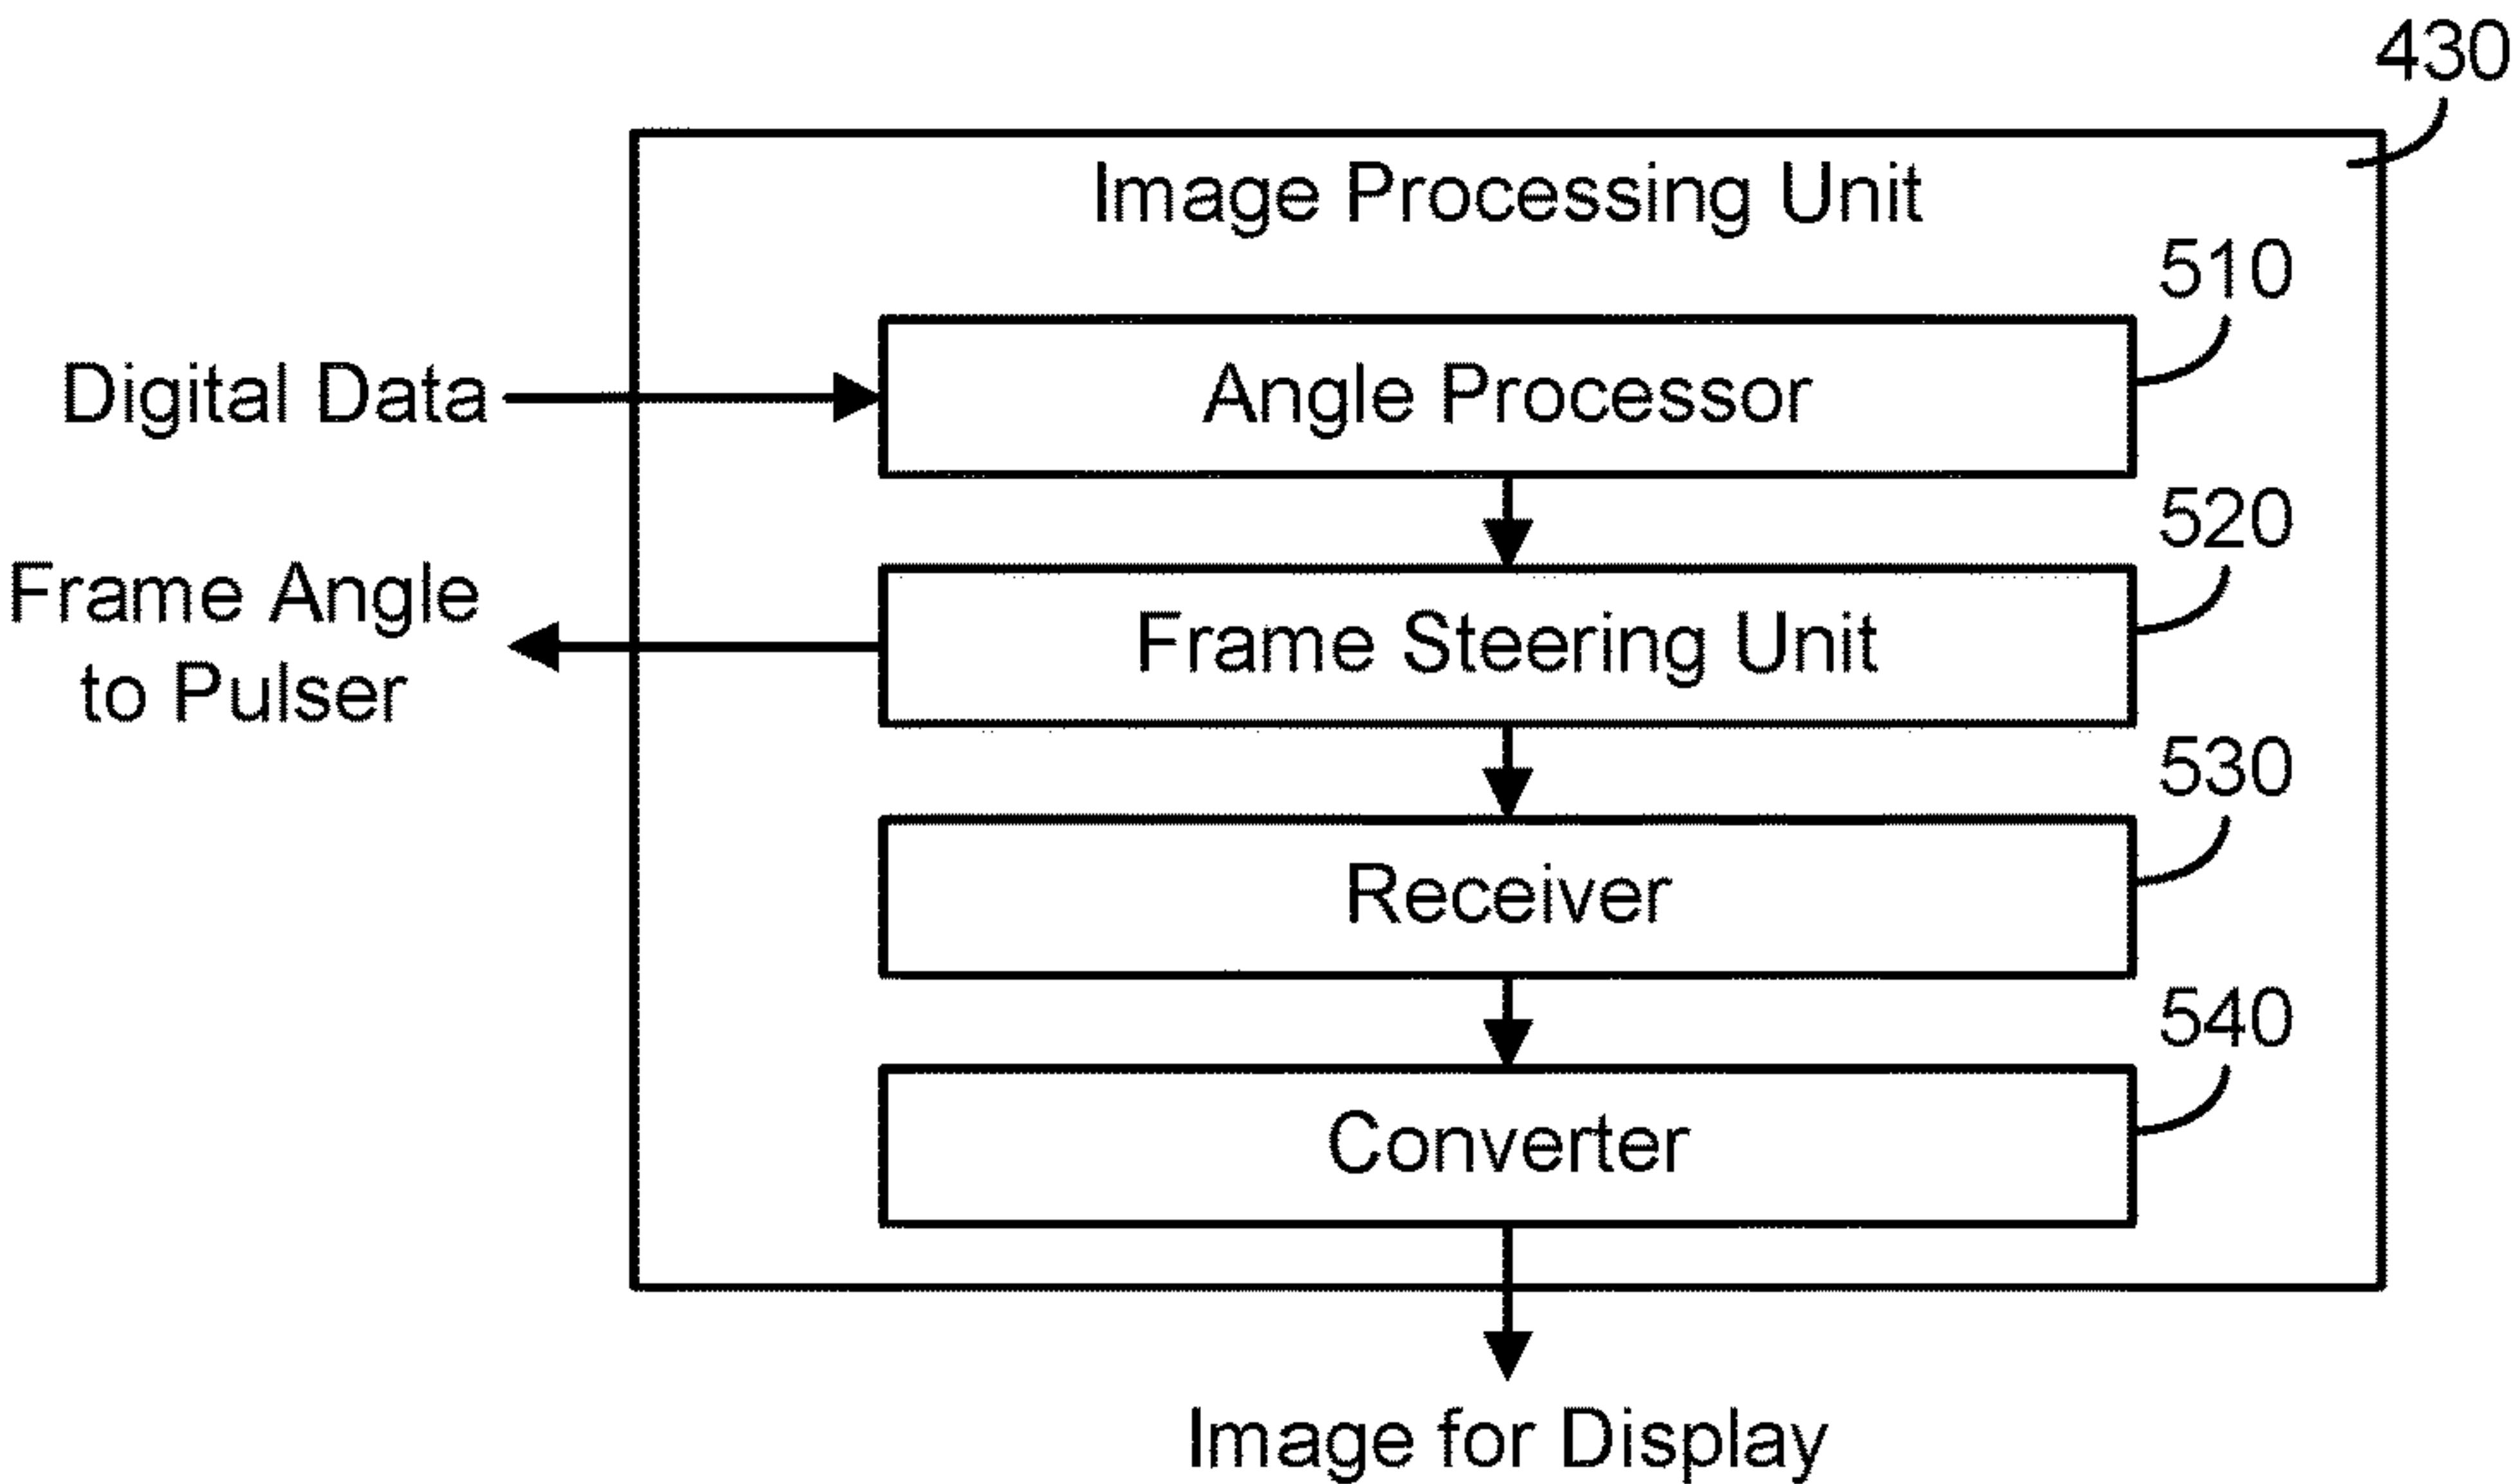 430
Image Processing Unit
510
Digital Data
Angle Processor
520
Frame Angle
to Pulser
Frame Steering Unit
530
Receiver
540
Converter
Image for Display